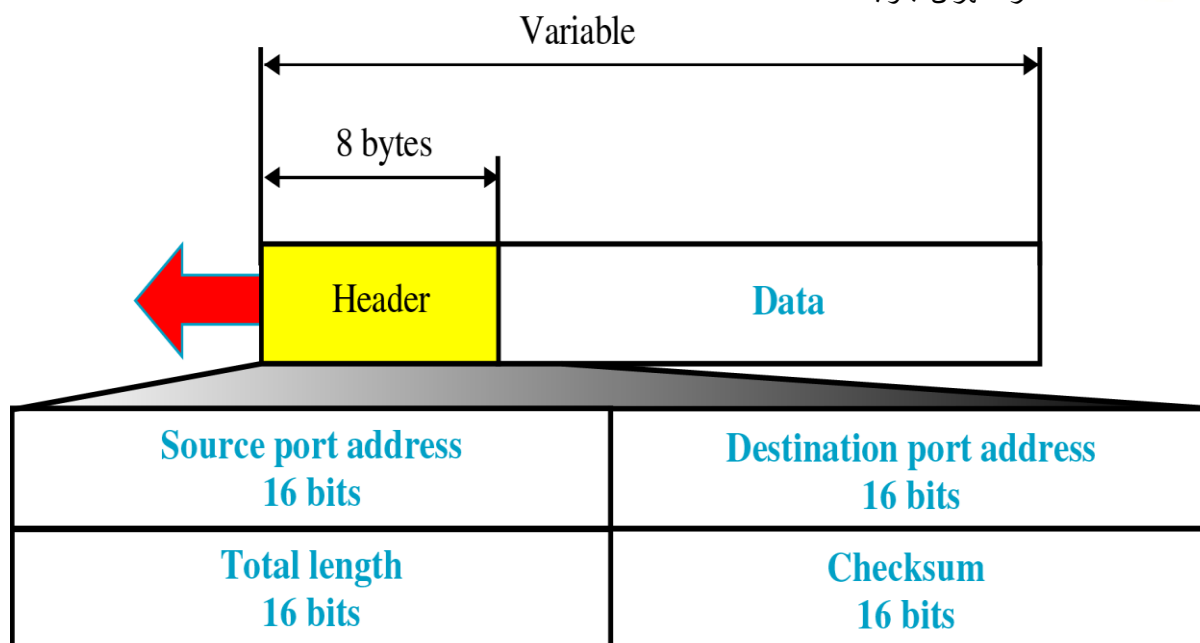 Variable
8 bytes
Header
Data
Source port address
16 bits
Destination port address
16 bits
Total length
16 bits
Checksum
16 bits